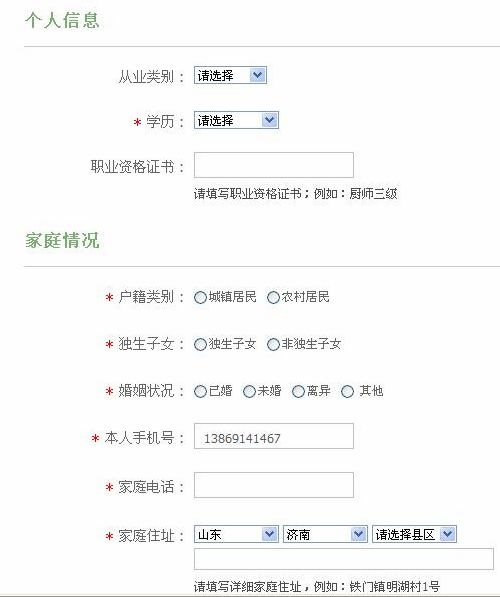 个人信息
从业类别： 请选择
* 学历： 请选择
职业资格证书：
请填写职业资格证书；例如：厨师三级
家庭情况
* 户籍类别： 城镇居民 农村居民
* 独生子女： 独生子女 非独生子女
* 婚姻状况： 已婚 未婚 离异 其他
* 本人手机号： 13869141467
* 家庭电话：
* 家庭住址： 山东 济南 请选择县区
请填写详细家庭住址，例如：铁门镇明湖村1号